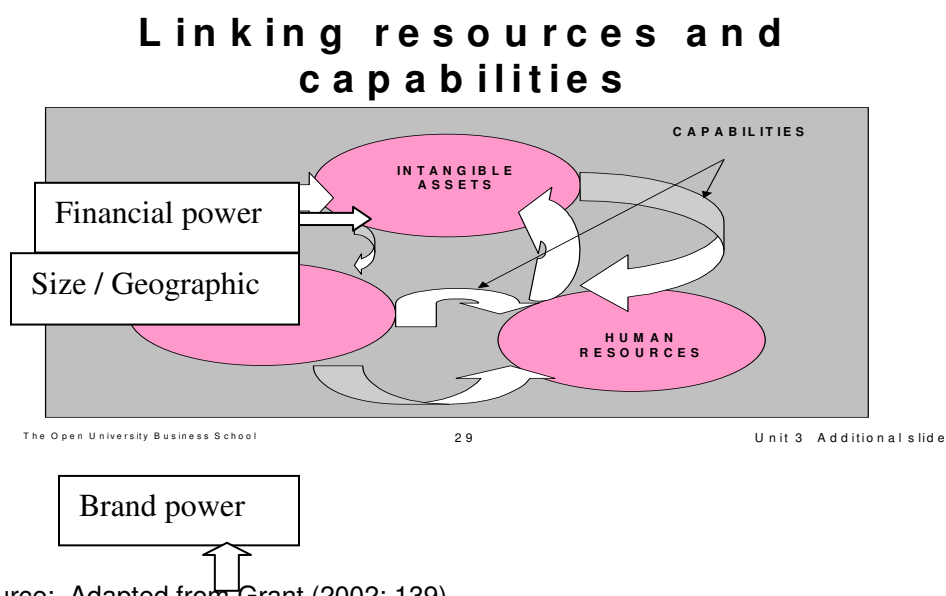 Linking resources and
capabilities
CAPABILITIES
INTANGIBLE
ASSETS
Financial power
Size / Geographic
HUMAN
RESOURCES
The Open University Business School
29
Unit 3 Additional slide
Brand power
urce: Adapted from Grant (2002: 139)